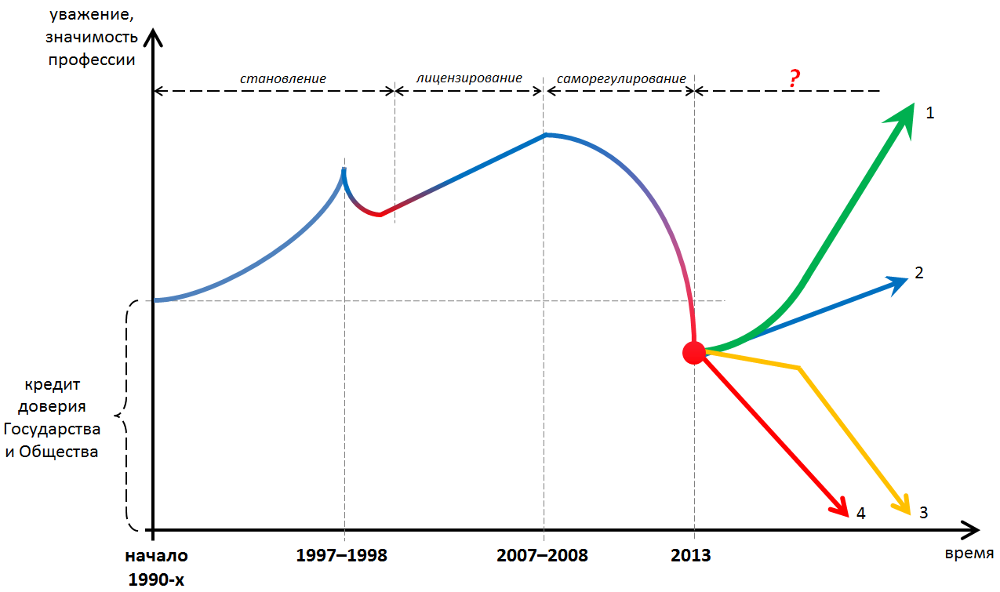 уважение,
значимость
профессии
становление
лицензирование
саморегулирование
?
1
2
3
4
кредит
доверия
Государства
и Общества
начало
1990-х
1997–1998
2007–2008
2013
время